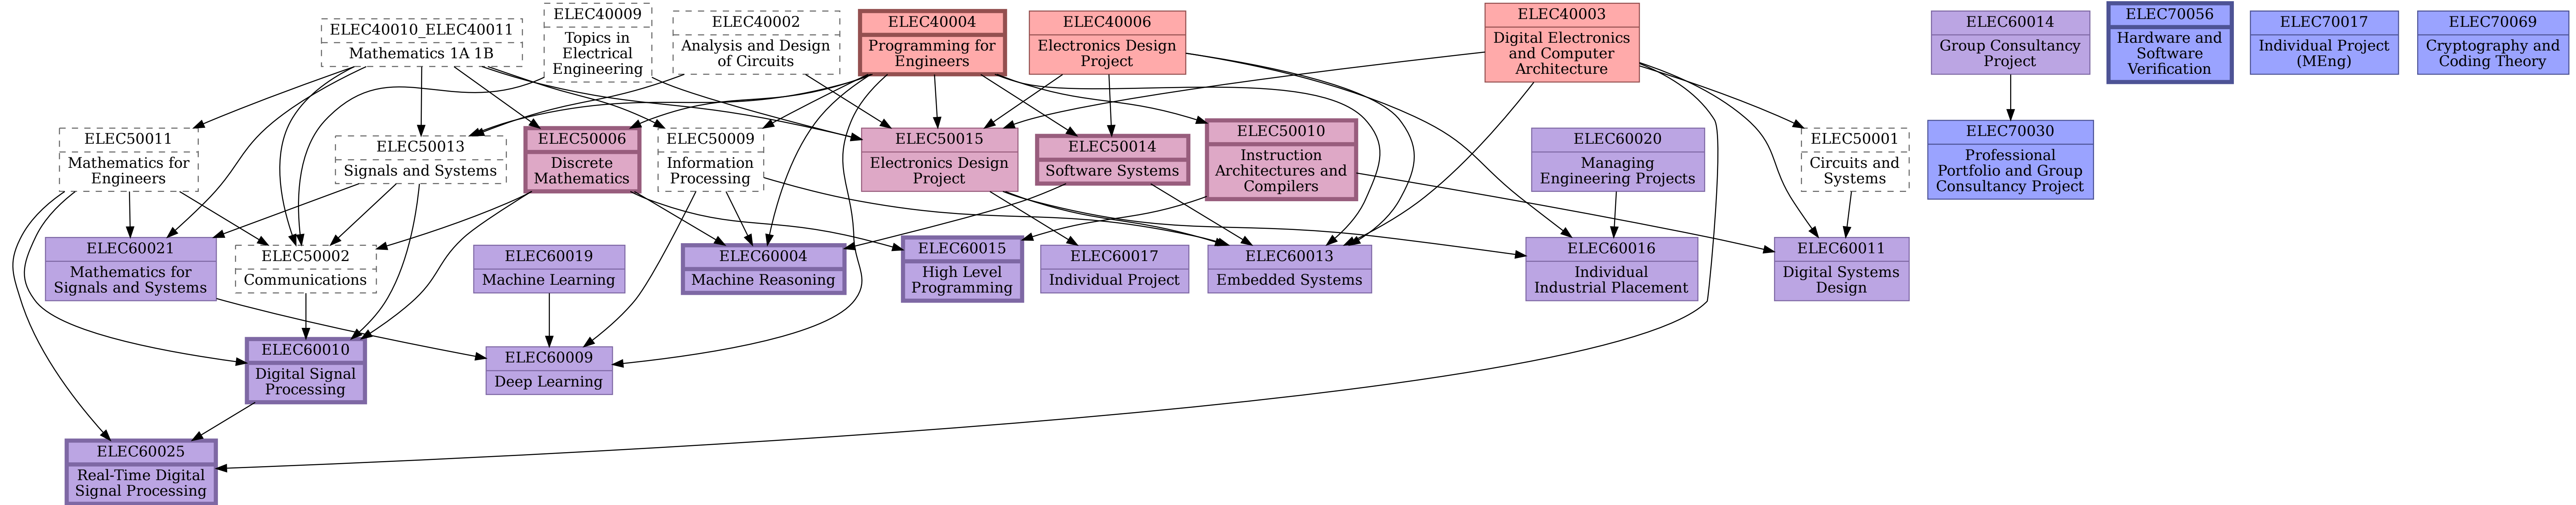 ELEC40010_ELEC40011
Mathematics 1A 1B
ELEC40009
Topics in
Electrical
Engineering
ELEC40002
Analysis and Design
of Circuits
ELEC40004
Programming for
Engineers
ELEC40006
Electronics Design
Project
ELEC40003
Digital Electronics
and Computer
Architecture
ELEC60014
Group Consultancy
Project
ELEC70056
Hardware and
Software
Verification
ELEC70017
Individual Project
(MEng)
ELEC70069
Cryptography and
Coding Theory
ELEC50011
Mathematics for
Engineers
ELEC50013
Signals and Systems
ELEC50006
Discrete
Mathematics
ELEC50009
Information
Processing
ELEC50015
Electronics Design
Project
ELEC50014
Software Systems
ELEC50010
Instruction
Architectures and
Compilers
ELEC60020
Managing
Engineering Projects
ELEC50001
Circuits and
Systems
ELEC70030
Professional
Portfolio and Group
Consultancy Project
ELEC60021
Mathematics for
Signals and Systems
ELEC50002
Communications
ELEC60019
Machine Learning
ELEC60004
Machine Reasoning
ELEC60015
High Level
Programming
ELEC60017
Individual Project
ELEC60013
Embedded Systems
ELEC60016
Individual
Industrial Placement
ELEC60011
Digital Systems
Design
ELEC60010
Digital Signal
Processing
ELEC60009
Deep Learning
ELEC60025
Real-Time Digital
Signal Processing